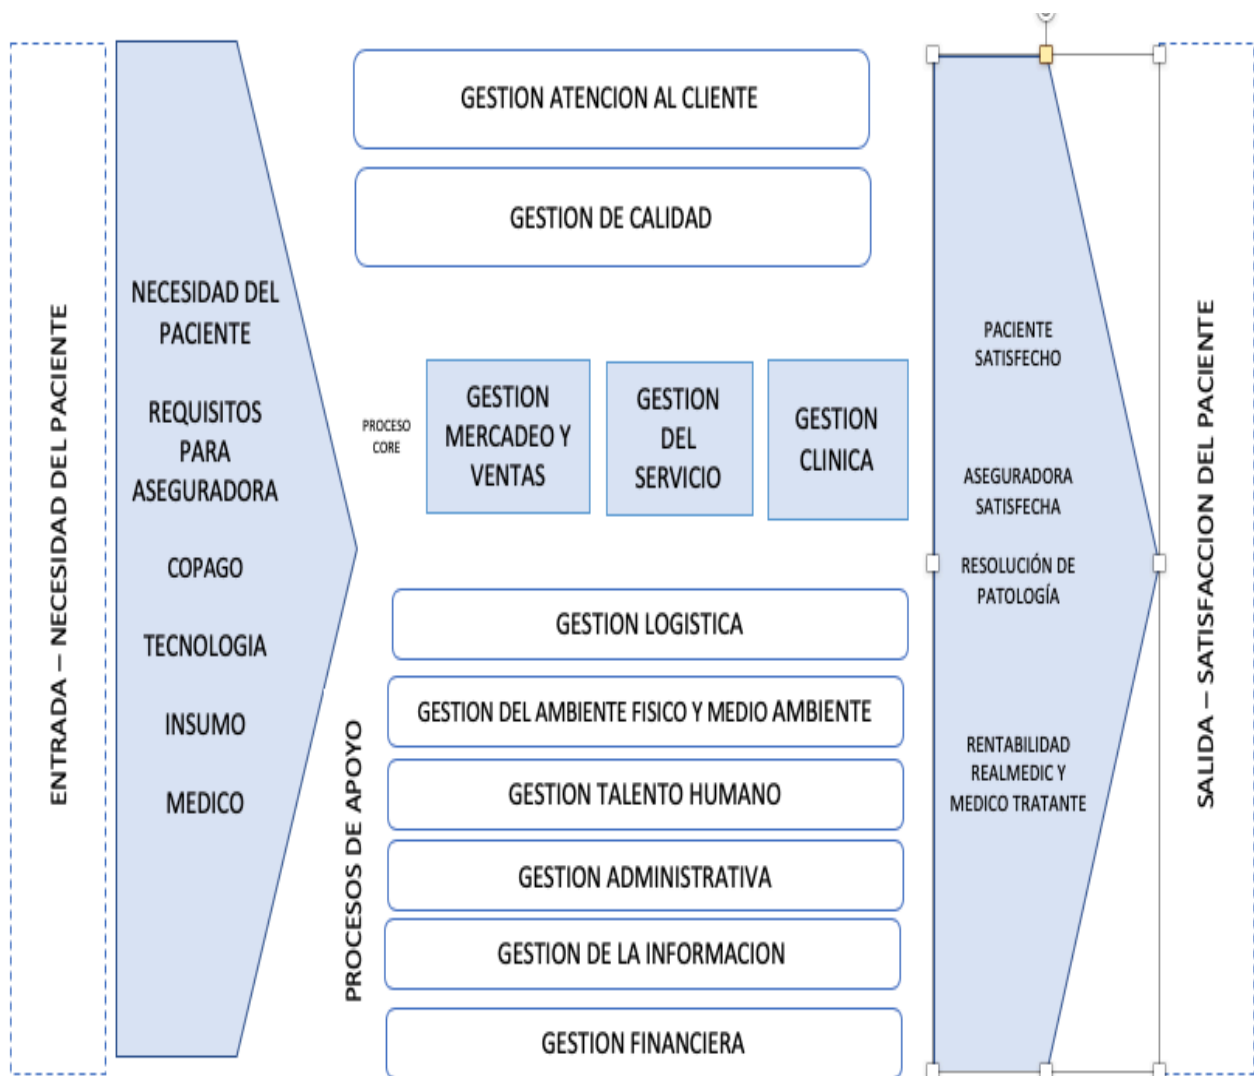 ENTRADA – NECESIDAD DEL PACIENTE
NECESIDAD DEL
PACIENTE
REQUISITOS
PARA
ASEGURADORA
COPAGO
TECNOLOGIA
INSUMO
MEDICO
GESTION ATENCION AL CLIENTE
GESTION DE CALIDAD
PROCESO
CORE
GESTION
MERCADEO Y
VENTAS
GESTION
DEL
SERVICIO
GESTION
CLINICA
PROCESOS DE APOYO
GESTION LOGISTICA
GESTION DEL AMBIENTE FISICO Y MEDIO AMBIENTE
GESTION TALENTO HUMANO
GESTION ADMINISTRATIVA
GESTION DE LA INFORMACION
GESTION FINANCIERA
PACIENTE
SATISFECHO
ASEGURADORA
SATISFECHA
RESOLUCIÓN DE
PATOLOGÍA
RENTABILIDAD
REALMEDIC Y
MEDICO TRATANTE
SALIDA – SATISFACCION DEL PACIENTE